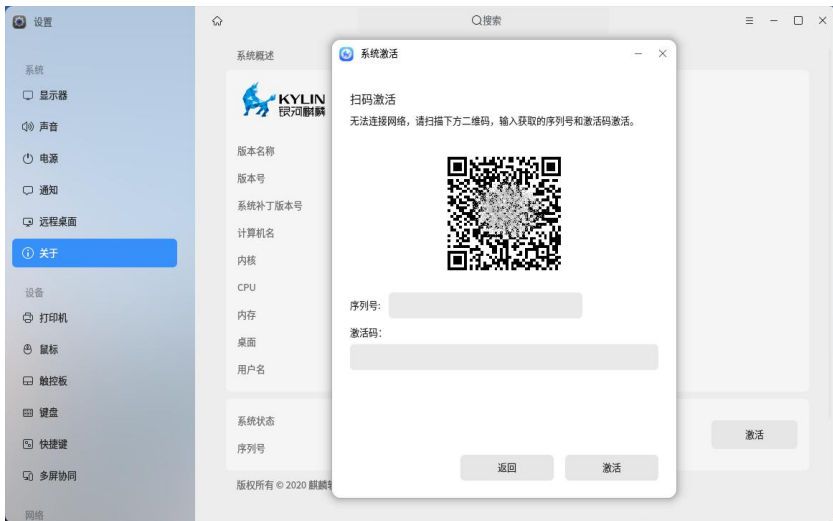 设置
搜索
系统
显示器
声音
电源
通知
远程桌面
关于
设备
打印机
鼠标
触控板
键盘
快捷键
多屏协同
网络
系统概述
KYLIN
银河麒麟
版本名称
版本号
系统补丁版本号
计算机名
内核
CPU
内存
桌面
用户名
系统状态
序列号
激活
版权所有 © 2020 麒麟
系统激活
扫码激活
无法连接网络，请扫描下方二维码，输入获取的序列号和激活码激活。
序列号:
激活码:
返回
激活